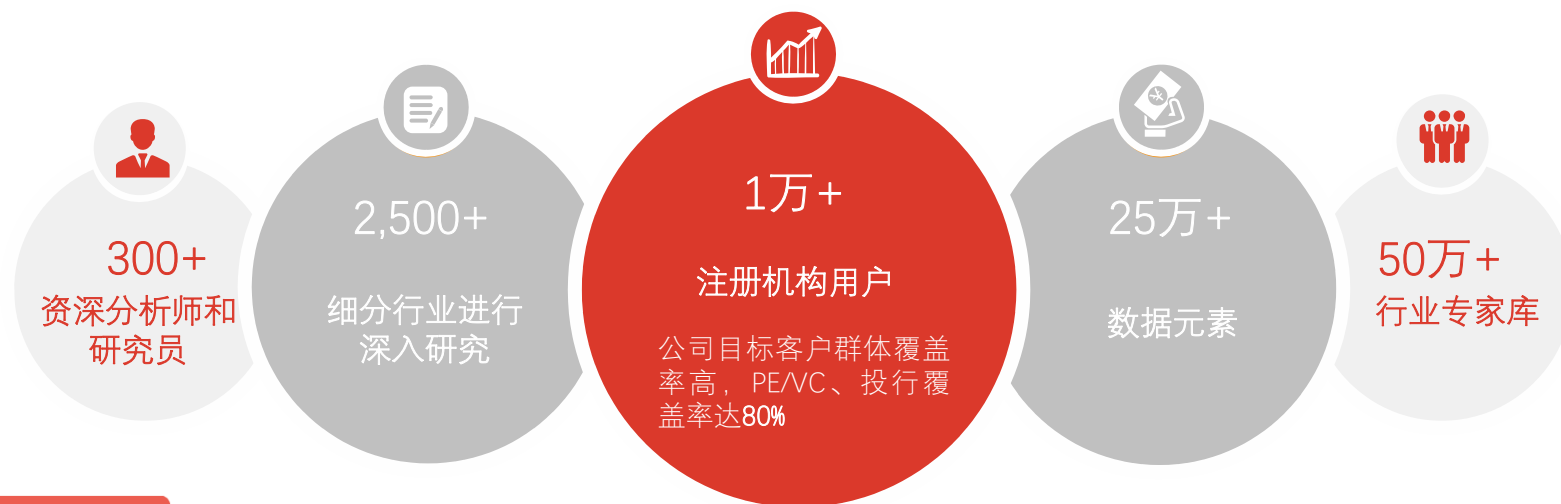 300+
资深分析师和
研究员
2,500+
细分行业进行
深入研究
1万+
注册机构用户
公司目标客户群体覆盖
率高，PE/VC、投行覆
盖率达80%
25万+
数据元素
50万+
行业专家库